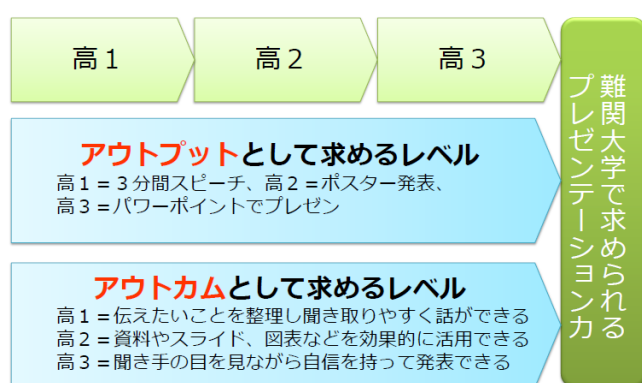 高１
高２
高３
アウトプットとして求めるレベル
高１＝３分間スピーチ、高２＝ポスター発表、
高３＝パワーポイントでプレゼン
アウトカムとして求めるレベル
高１＝伝えたいことを整理し聞き取りやすく話ができる
高２＝資料やスライド、図表などを効果的に活用できる
高３＝聞き手の目を見ながら自信を持って発表できる
難関大学で求められる
プレゼンテーション力